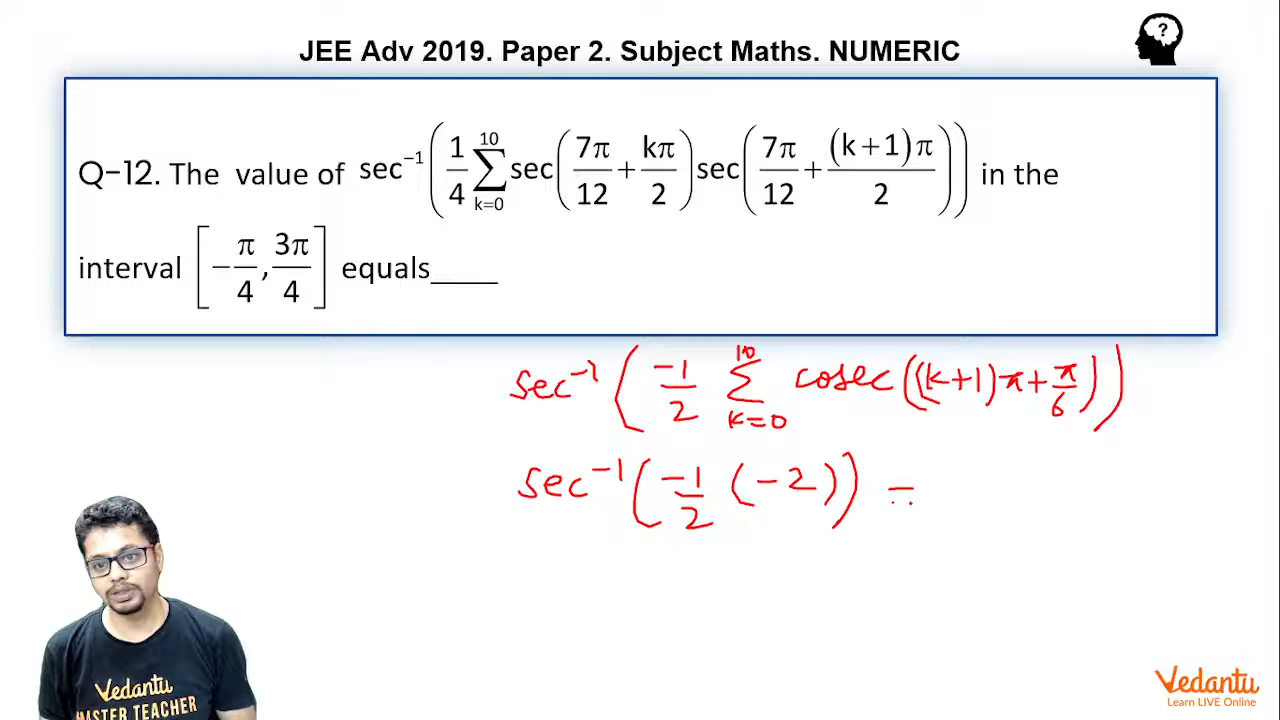 JEE Adv 2019. Paper 2. Subject Maths. NUMERIC
?
Q-12. The value of sec⁻¹(1/4 ∑_{k=0}^{10} sec(7π/12 + kπ/2) sec(7π/12 + (k+1)π/2)) in the
interval [-π/4, 3π/4] equals____
sec⁻¹(-1/2 ∑_{k=0}^{10} cosec((k+1)π + π/6))
sec⁻¹(-1/2 (-2)) =
Vedantu
MASTER TEACHER
Vedantu
Learn LIVE Online